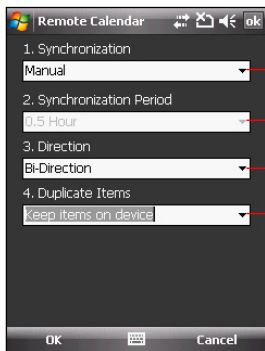 Remote Calendar ok
1. Synchronization
Manual
2. Synchronization Period
0.5 Hour
3. Direction
Bi-Direction
4. Duplicate Items
Keep items on device
OK Cancel